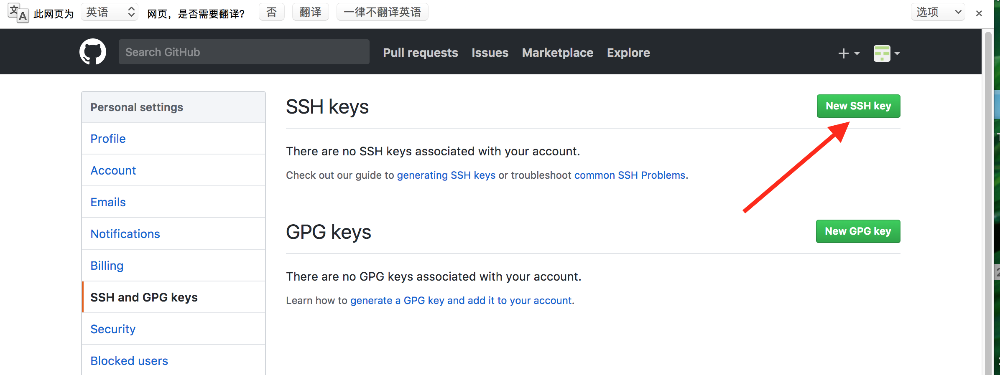 文A 此网页为 英语 网页，是否需要翻译? 否 翻译 一律不翻译英语 选项 ×
Search GitHub Pull requests Issues Marketplace Explore
Personal settings
Profile
Account
Emails
Notifications
Billing
SSH and GPG keys
Security
Blocked users
SSH keys New SSH key
There are no SSH keys associated with your account.
Check out our guide to generating SSH keys or troubleshoot common SSH Problems.
GPG keys New GPG key
There are no GPG keys associated with your account.
Learn how to generate a GPG key and add it to your account.